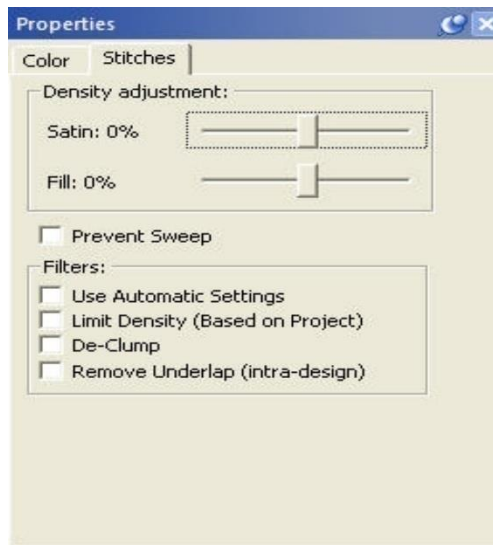 Properties
Color Stitches
Density adjustment:
Satin: 0%
Fill: 0%
Prevent Sweep
Filters:
Use Automatic Settings
Limit Density (Based on Project)
De-Clump
Remove Underlap (intra-design)